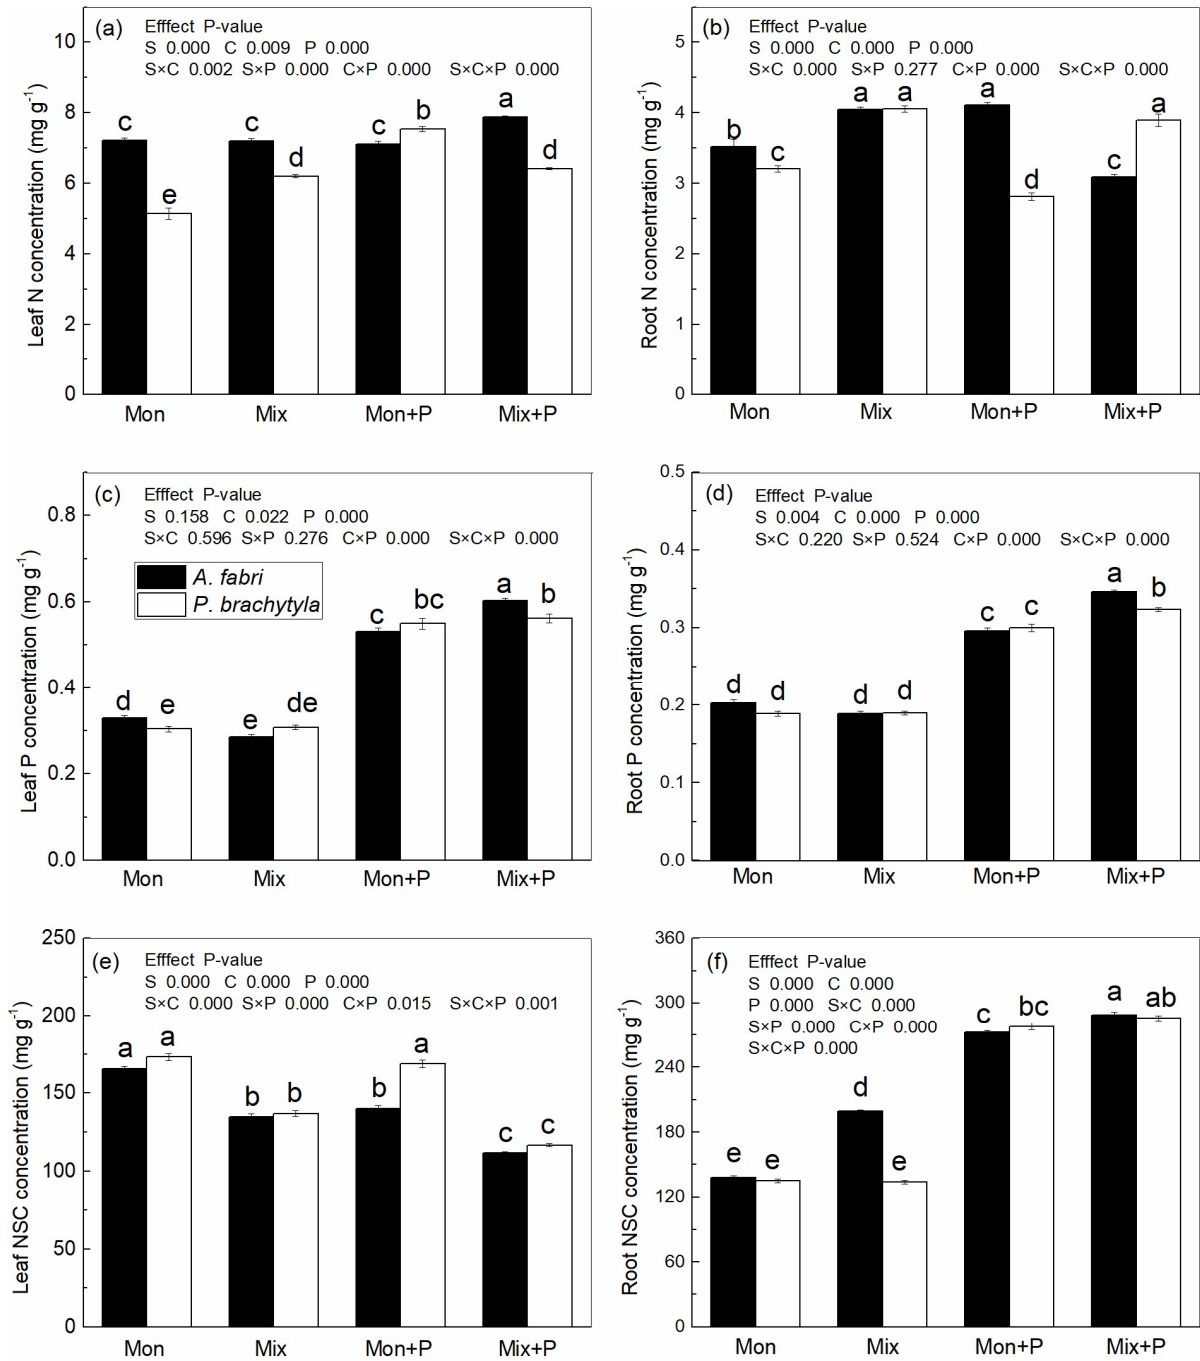 (a)
Efffect P-value
S 0.000 C 0.009 P 0.000
S×C 0.002 S×P 0.000 C×P 0.000 S×C×P 0.000
Leaf N concentration (mg g-1)
10
8
6
4
2
0
c
e
c
d
c
b
a
d
Mon Mix Mon+P Mix+P
(b)
Efffect P-value
S 0.000 C 0.000 P 0.000
S×C 0.000 S×P 0.277 C×P 0.000 S×C×P 0.000
Root N concentration (mg g-1)
5
4
3
2
1
0
b
c
a
a
a
d
c
a
Mon Mix Mon+P Mix+P
(c)
Efffect P-value
S 0.158 C 0.022 P 0.000
S×C 0.596 S×P 0.276 C×P 0.000 S×C×P 0.000
A. fabri
P. brachytyla
Leaf P concentration (mg g-1)
0.8
0.6
0.4
0.2
0.0
d
e
e
de
c
bc
a
b
Mon Mix Mon+P Mix+P
(d)
Efffect P-value
S 0.004 C 0.000 P 0.000
S×C 0.220 S×P 0.524 C×P 0.000 S×C×P 0.000
Root P concentration (mg g-1)
0.5
0.4
0.3
0.2
0.1
0.0
d
d
d
d
c
c
a
b
Mon Mix Mon+P Mix+P
(e)
Efffect P-value
S 0.000 C 0.000 P 0.000
S×C 0.000 S×P 0.000 C×P 0.015 S×C×P 0.001
Leaf NSC concentration (mg g-1)
250
200
150
100
50
0
a
a
b
b
b
a
c
c
Mon Mix Mon+P Mix+P
(f)
Efffect P-value
S 0.000 C 0.000
P 0.000 S×C 0.000
S×P 0.000 C×P 0.000
S×C×P 0.000
Root NSC concentration (mg g-1)
360
300
240
180
120
60
0
e
e
d
e
c
bc
a
ab
Mon Mix Mon+P Mix+P